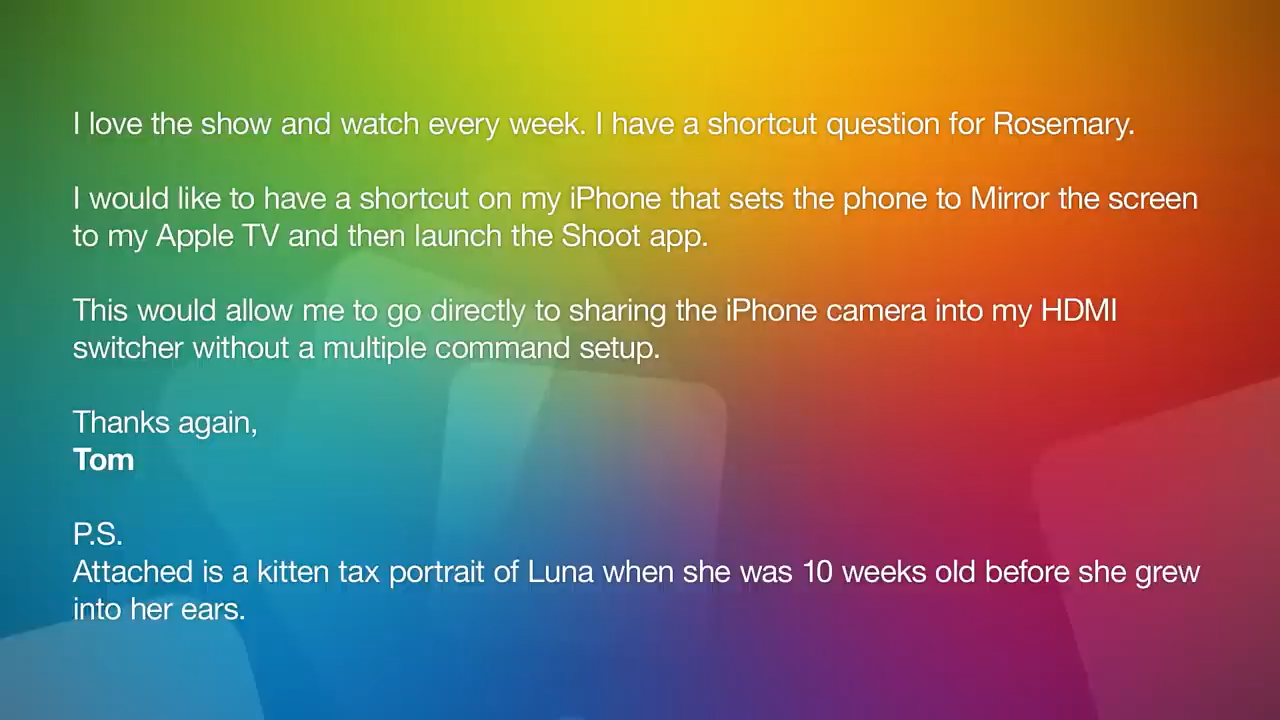 I love the show and watch every week. I have a shortcut question for Rosemary.
I would like to have a shortcut on my iPhone that sets the phone to Mirror the screen
to my Apple TV and then launch the Shoot app.
This would allow me to go directly to sharing the iPhone camera into my HDMI
switcher without a multiple command setup.
Thanks again,
Tom
P.S.
Attached is a kitten tax portrait of Luna when she was 10 weeks old before she grew
into her ears.